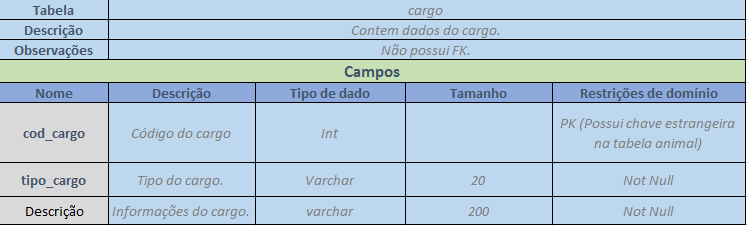 Tabela cargo
Descrição Contem dados do cargo.
Observações Não possui FK.
Campos
Nome Descrição Tipo de dado Tamanho Restrições de domínio
cod_cargo Código do cargo Int PK (Possui chave estrangeira
na tabela animal)
tipo_cargo Tipo do cargo. Varchar 20 Not Null
Descrição Informações do cargo. varchar 200 Not Null